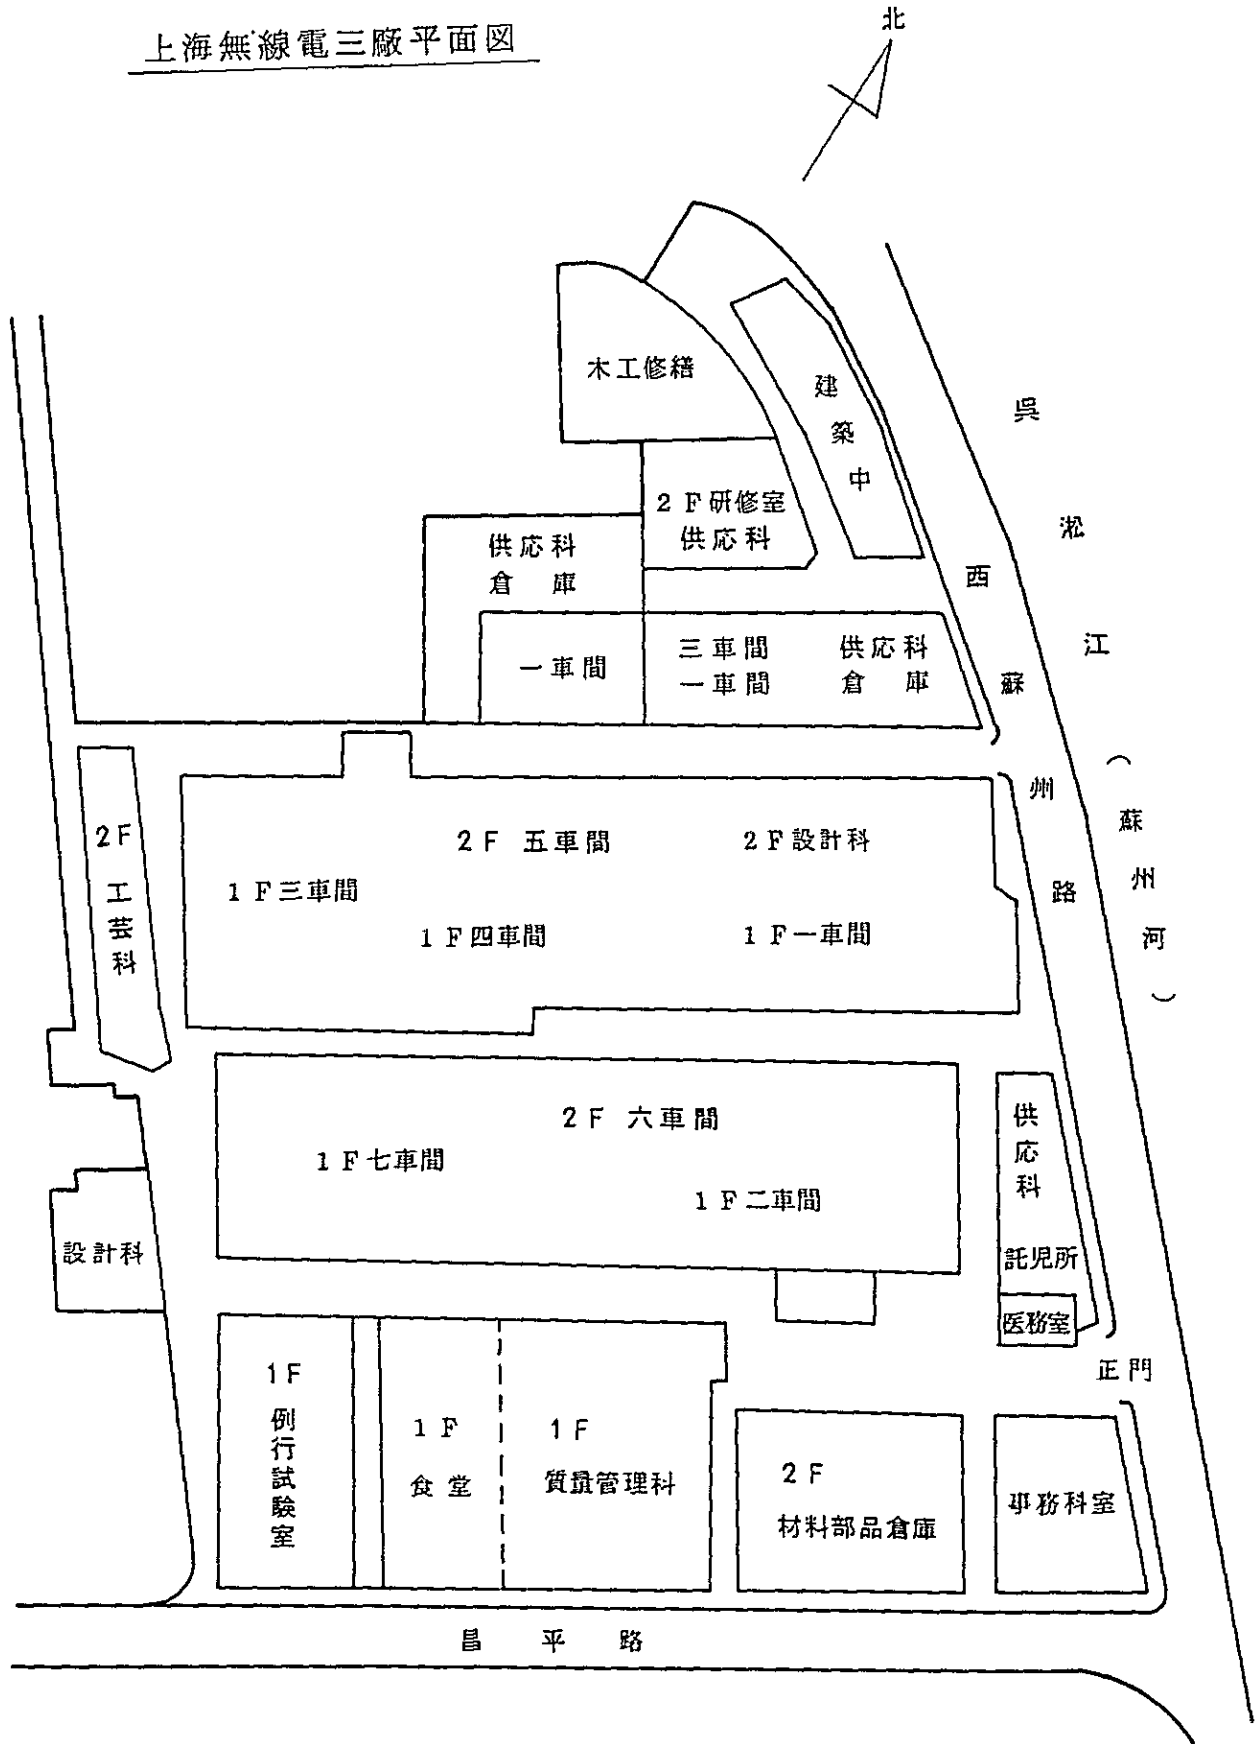 上海無線電三廠平面図
北
木工修繕
建築中
呉淞江
(蘇州河)
西蘇州路
2F研修室
供応科
供応科
倉庫
一車間
三車間
一車間
供応科
倉庫
2F
工芸科
2F 五車間
2F設計科
1F三車間
1F四車間
1F一車間
2F 六車間
1F七車間
1F二車間
供応科
託児所
医務室
設計科
正門
1F
例行試験室
1F
食堂
1F
質量管理科
2F
材料部品倉庫
事務科室
昌平路